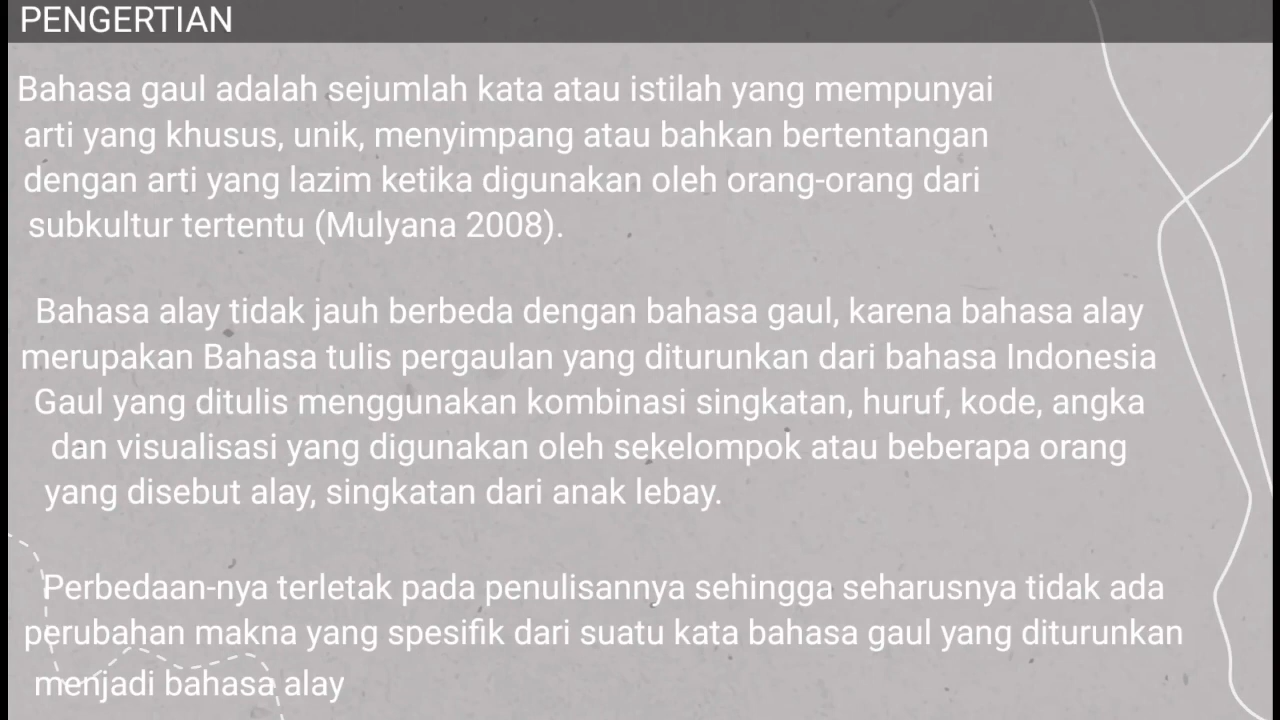 PENGERTIAN
Bahasa gaul adalah sejumlah kata atau istilah yang mempunyai
arti yang khusus, unik, menyimpang atau bahkan bertentangan
dengan arti yang lazim ketika digunakan oleh orang-orang dari
subkultur tertentu (Mulyana 2008).
Bahasa alay tidak jauh berbeda dengan bahasa gaul, karena bahasa alay
merupakan Bahasa tulis pergaulan yang diturunkan dari bahasa Indonesia
Gaul yang ditulis menggunakan kombinasi singkatan, huruf, kode, angka
dan visualisasi yang digunakan oleh sekelompok atau beberapa orang
yang disebut alay, singkatan dari anak lebay.
Perbedaan-nya terletak pada penulisannya sehingga seharusnya tidak ada
perubahan makna yang spesifik dari suatu kata bahasa gaul yang diturunkan
menjadi bahasa alay